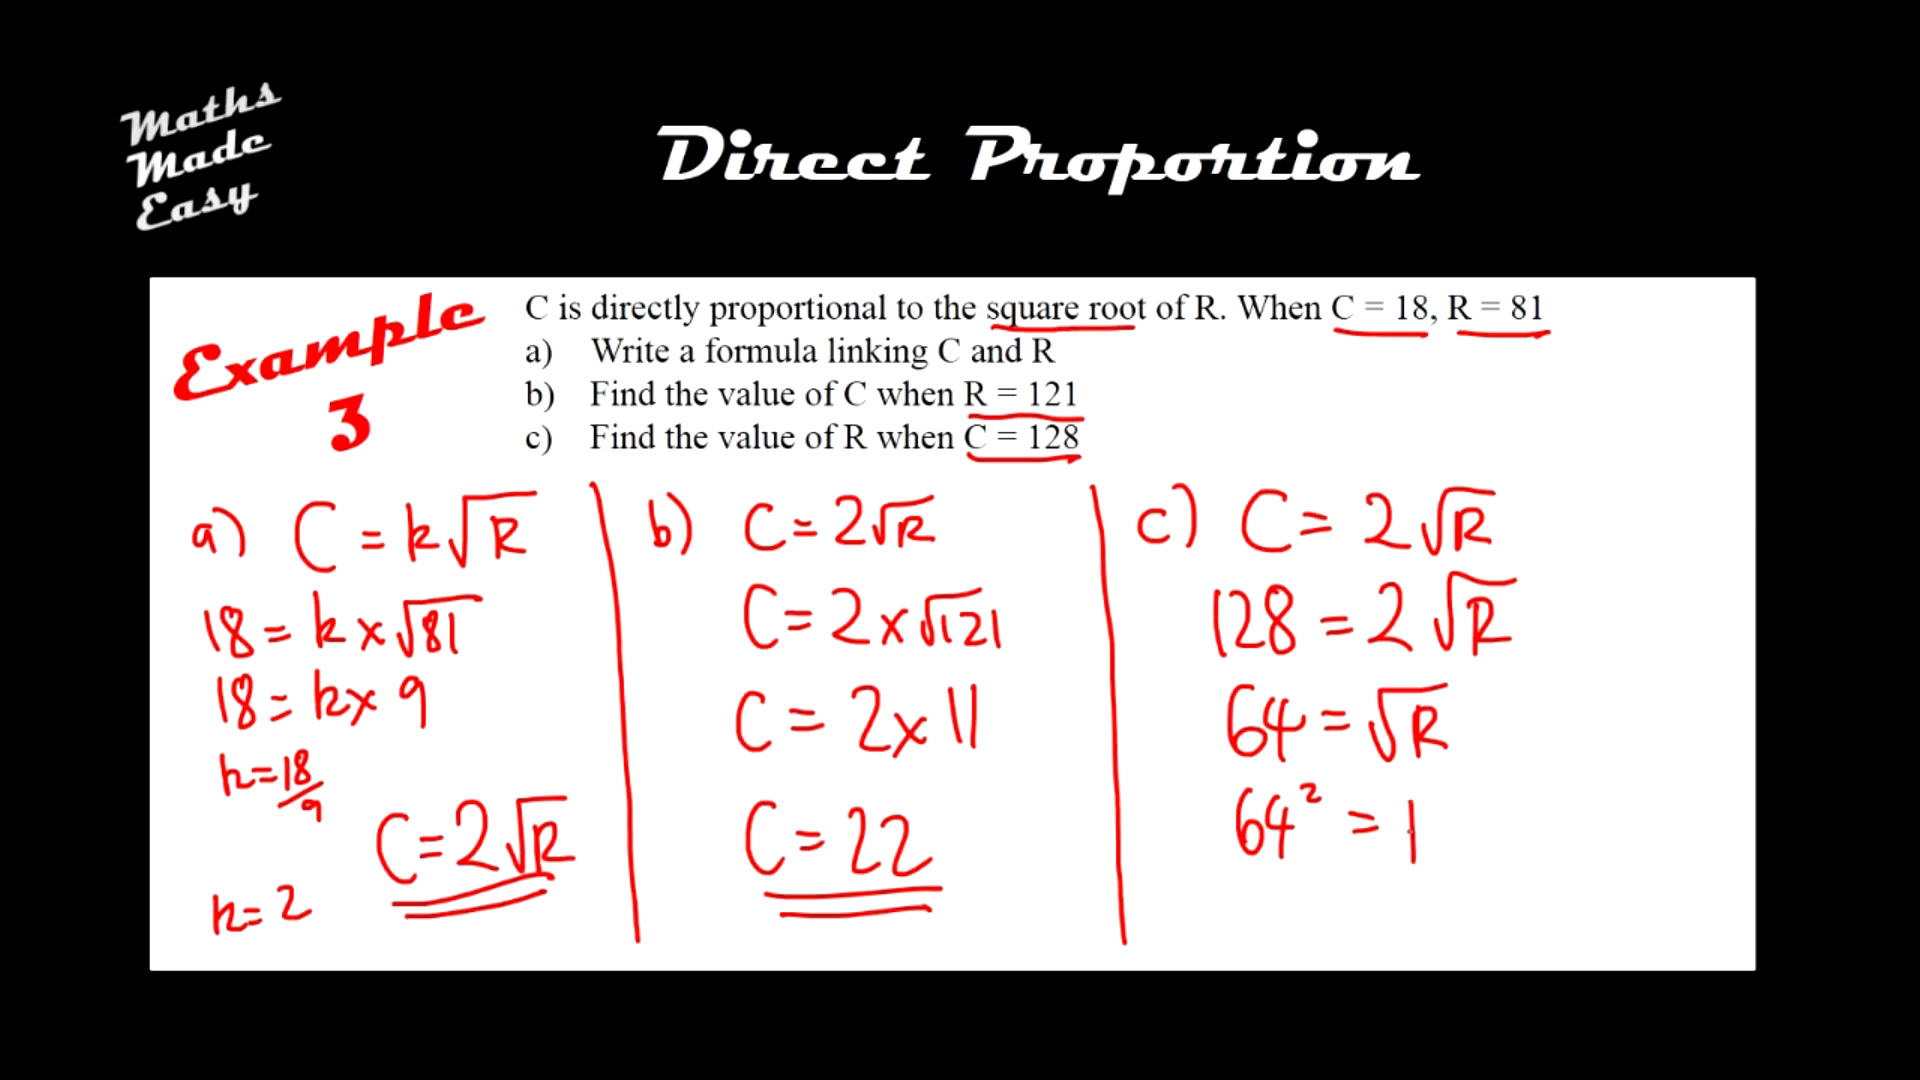 Maths
Made
Easy
Direct Proportion
Example
3
C is directly proportional to the square root of R. When C = 18, R = 81
a) Write a formula linking C and R
b) Find the value of C when R = 121
c) Find the value of R when C = 128
a) C = k√R
18 = k × √81
18 = k × 9
k = 18/9
k = 2
C = 2√R
b) C = 2√R
C = 2 × √121
C = 2 × 11
C = 22
c) C = 2√R
128 = 2√R
64 = √R
64² = 1